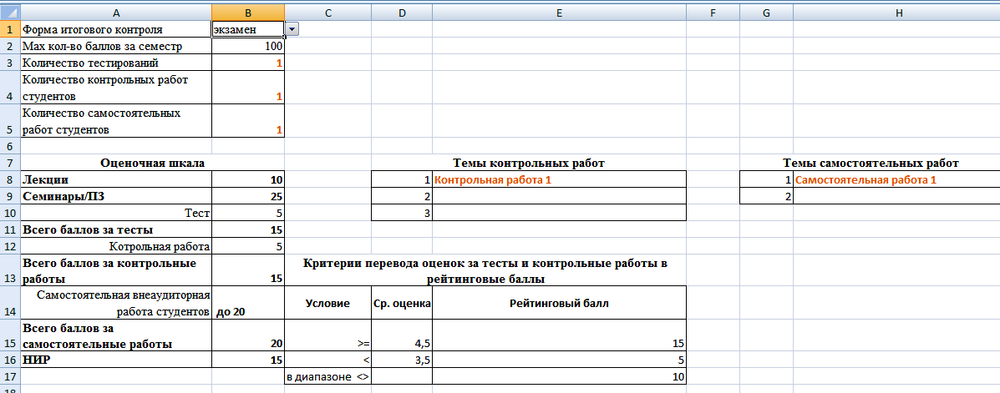 A B C D E F G H
1 Форма итогового контроля экзамен
2 Мах кол-во баллов за семестр 100
3 Количество тестирований 1
Количество контрольных работ
4 студентов 1
Количество самостоятельных
5 работ студентов 1
6
7 Оценочная шкала Темы контрольных работ Темы самостоятельных работ
8 Лекции 10 1 Контрольная работа 1 1 Самостоятельная работа 1
9 Семинары/ПЗ 25 2 2
10 Тест 5 3
11 Всего баллов за тесты 15
12 Котрольная работа 5
Всего баллов за контрольные Критерии перевода оценок за тесты и контрольные работы в
13 работы 15 рейтинговые баллы
Самостоятельная внеаудиторная Условие Ср. оценка Рейтинговый балл
14 работа студентов до 20
Всего баллов за
15 самостоятельные работы 20 >= 4,5 15
16 НИР 15 < 3,5 5
17 в диапазоне <> 10
18